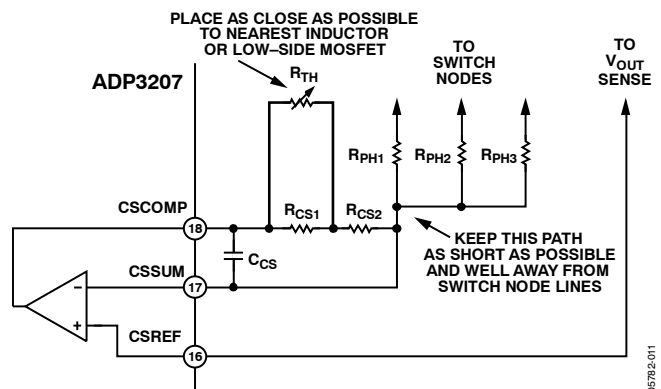 PLACE AS CLOSE AS POSSIBLE
TO NEAREST INDUCTOR
OR LOW–SIDE MOSFET
TO
SWITCH
NODES
TO
VOUT
SENSE
ADP3207
RTH
RPH1
RPH2
RPH3
CSCOMP
18
RCS1
RCS2
KEEP THIS PATH
AS SHORT AS POSSIBLE
AND WELL AWAY FROM
SWITCH NODE LINES
CCS
CSSUM
–
17
CSREF
+
16
05782-011